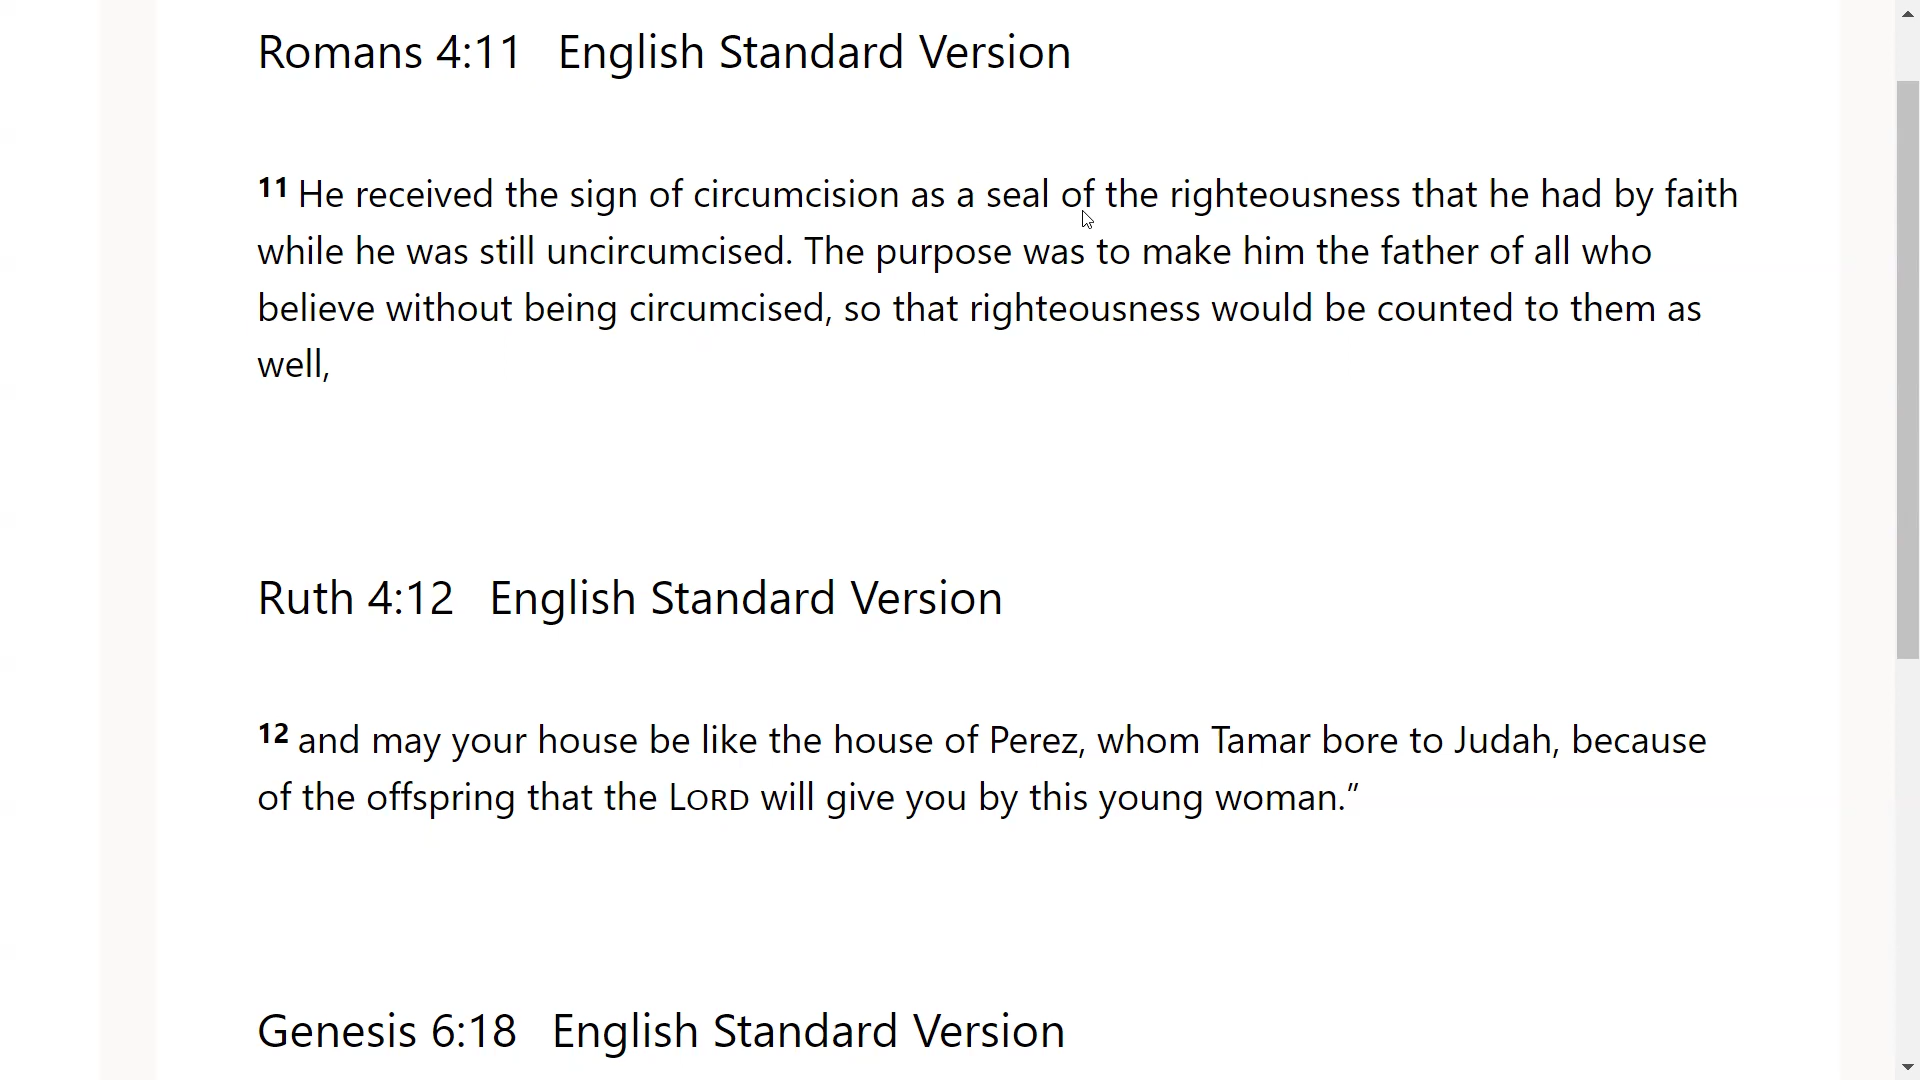 Romans 4:11   English Standard Version
11 He received the sign of circumcision as a seal of the righteousness that he had by faith
while he was still uncircumcised. The purpose was to make him the father of all who
believe without being circumcised, so that righteousness would be counted to them as
well,
Ruth 4:12   English Standard Version
12 and may your house be like the house of Perez, whom Tamar bore to Judah, because
of the offspring that the LORD will give you by this young woman.”
Genesis 6:18   English Standard Version